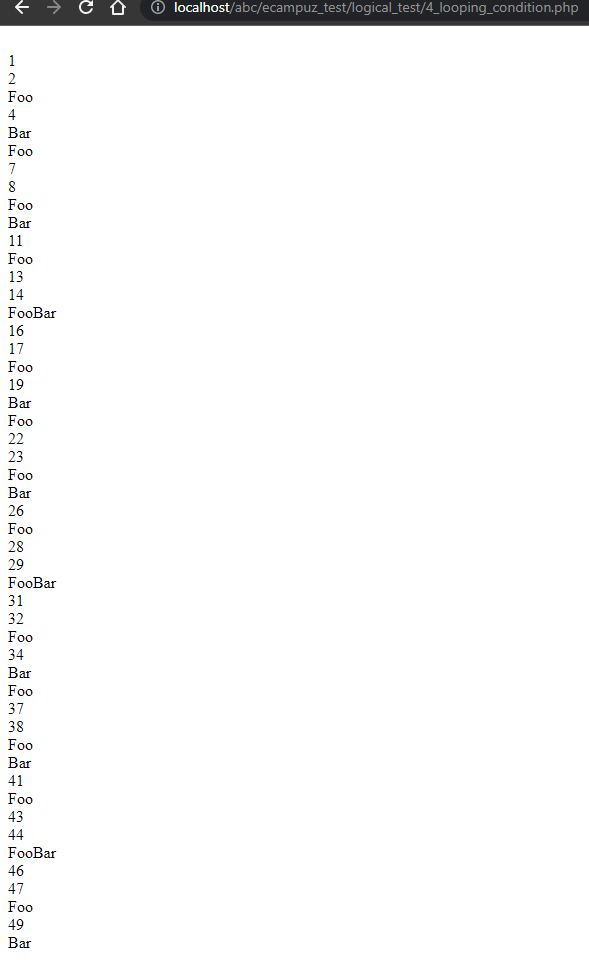 localhost/abc/ecampuz_test/logical_test/4_looping_condition.php
1
2
Foo
4
Bar
Foo
7
8
Foo
Bar
11
Foo
13
14
FooBar
16
17
Foo
19
Bar
Foo
22
23
Foo
Bar
26
Foo
28
29
FooBar
31
32
Foo
34
Bar
Foo
37
38
Foo
Bar
41
Foo
43
44
FooBar
46
47
Foo
49
Bar